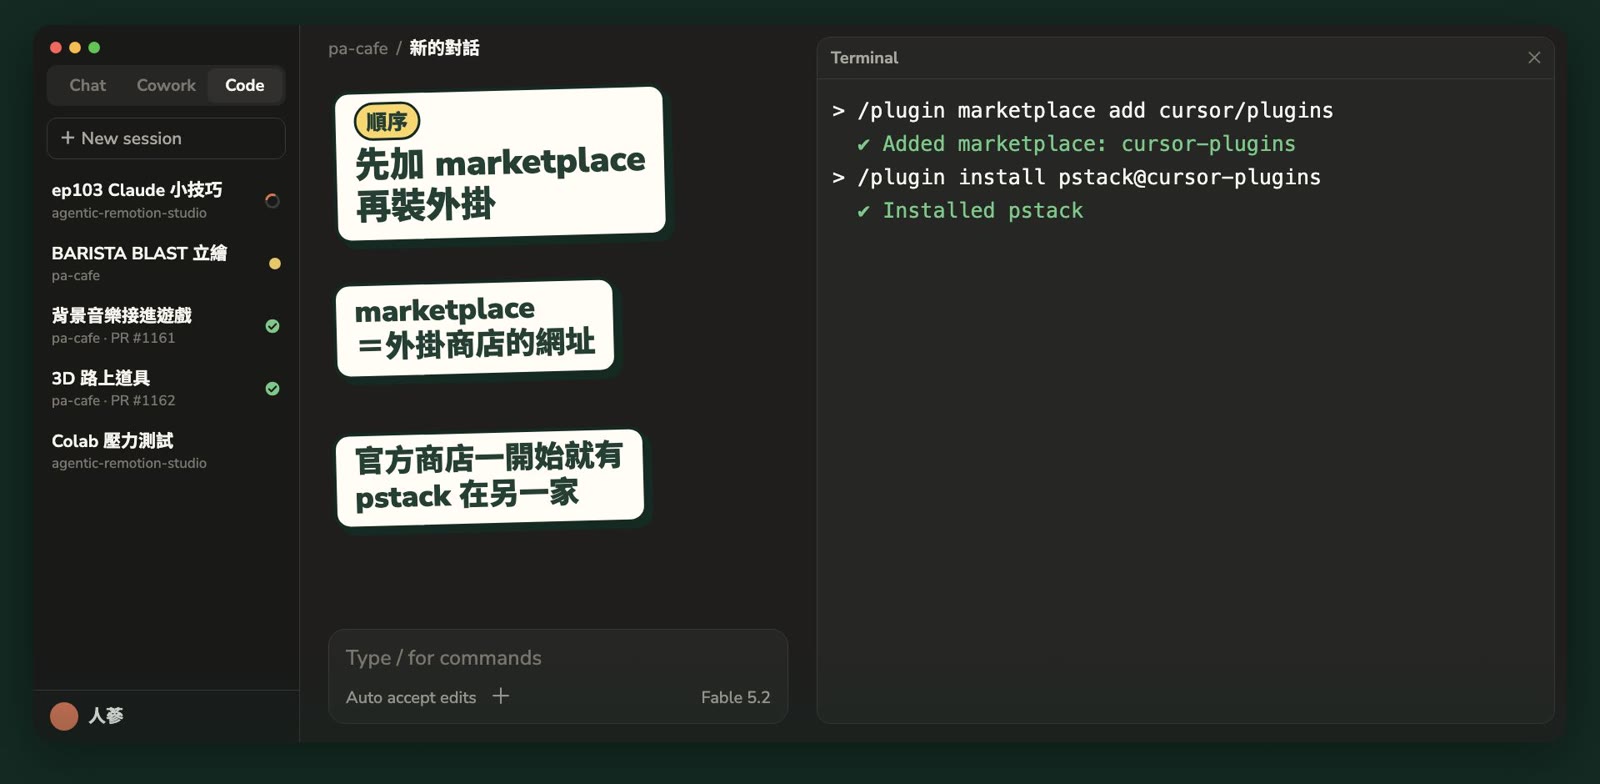 Chat Cowork Code
+ New session
ep103 Claude 小技巧
agentic-remotion-studio
BARISTA BLAST 立繪
pa-cafe
背景音樂接進遊戲
pa-cafe · PR #1161
3D 路上道具
pa-cafe · PR #1162
Colab 壓力測試
agentic-remotion-studio
人蔘
pa-cafe / 新的對話
順序
先加 marketplace
再裝外掛
marketplace
＝外掛商店的網址
官方商店一開始就有
pstack 在另一家
Type / for commands
Auto accept edits + Fable 5.2
Terminal
> /plugin marketplace add cursor/plugins
✔ Added marketplace: cursor-plugins
> /plugin install pstack@cursor-plugins
✔ Installed pstack